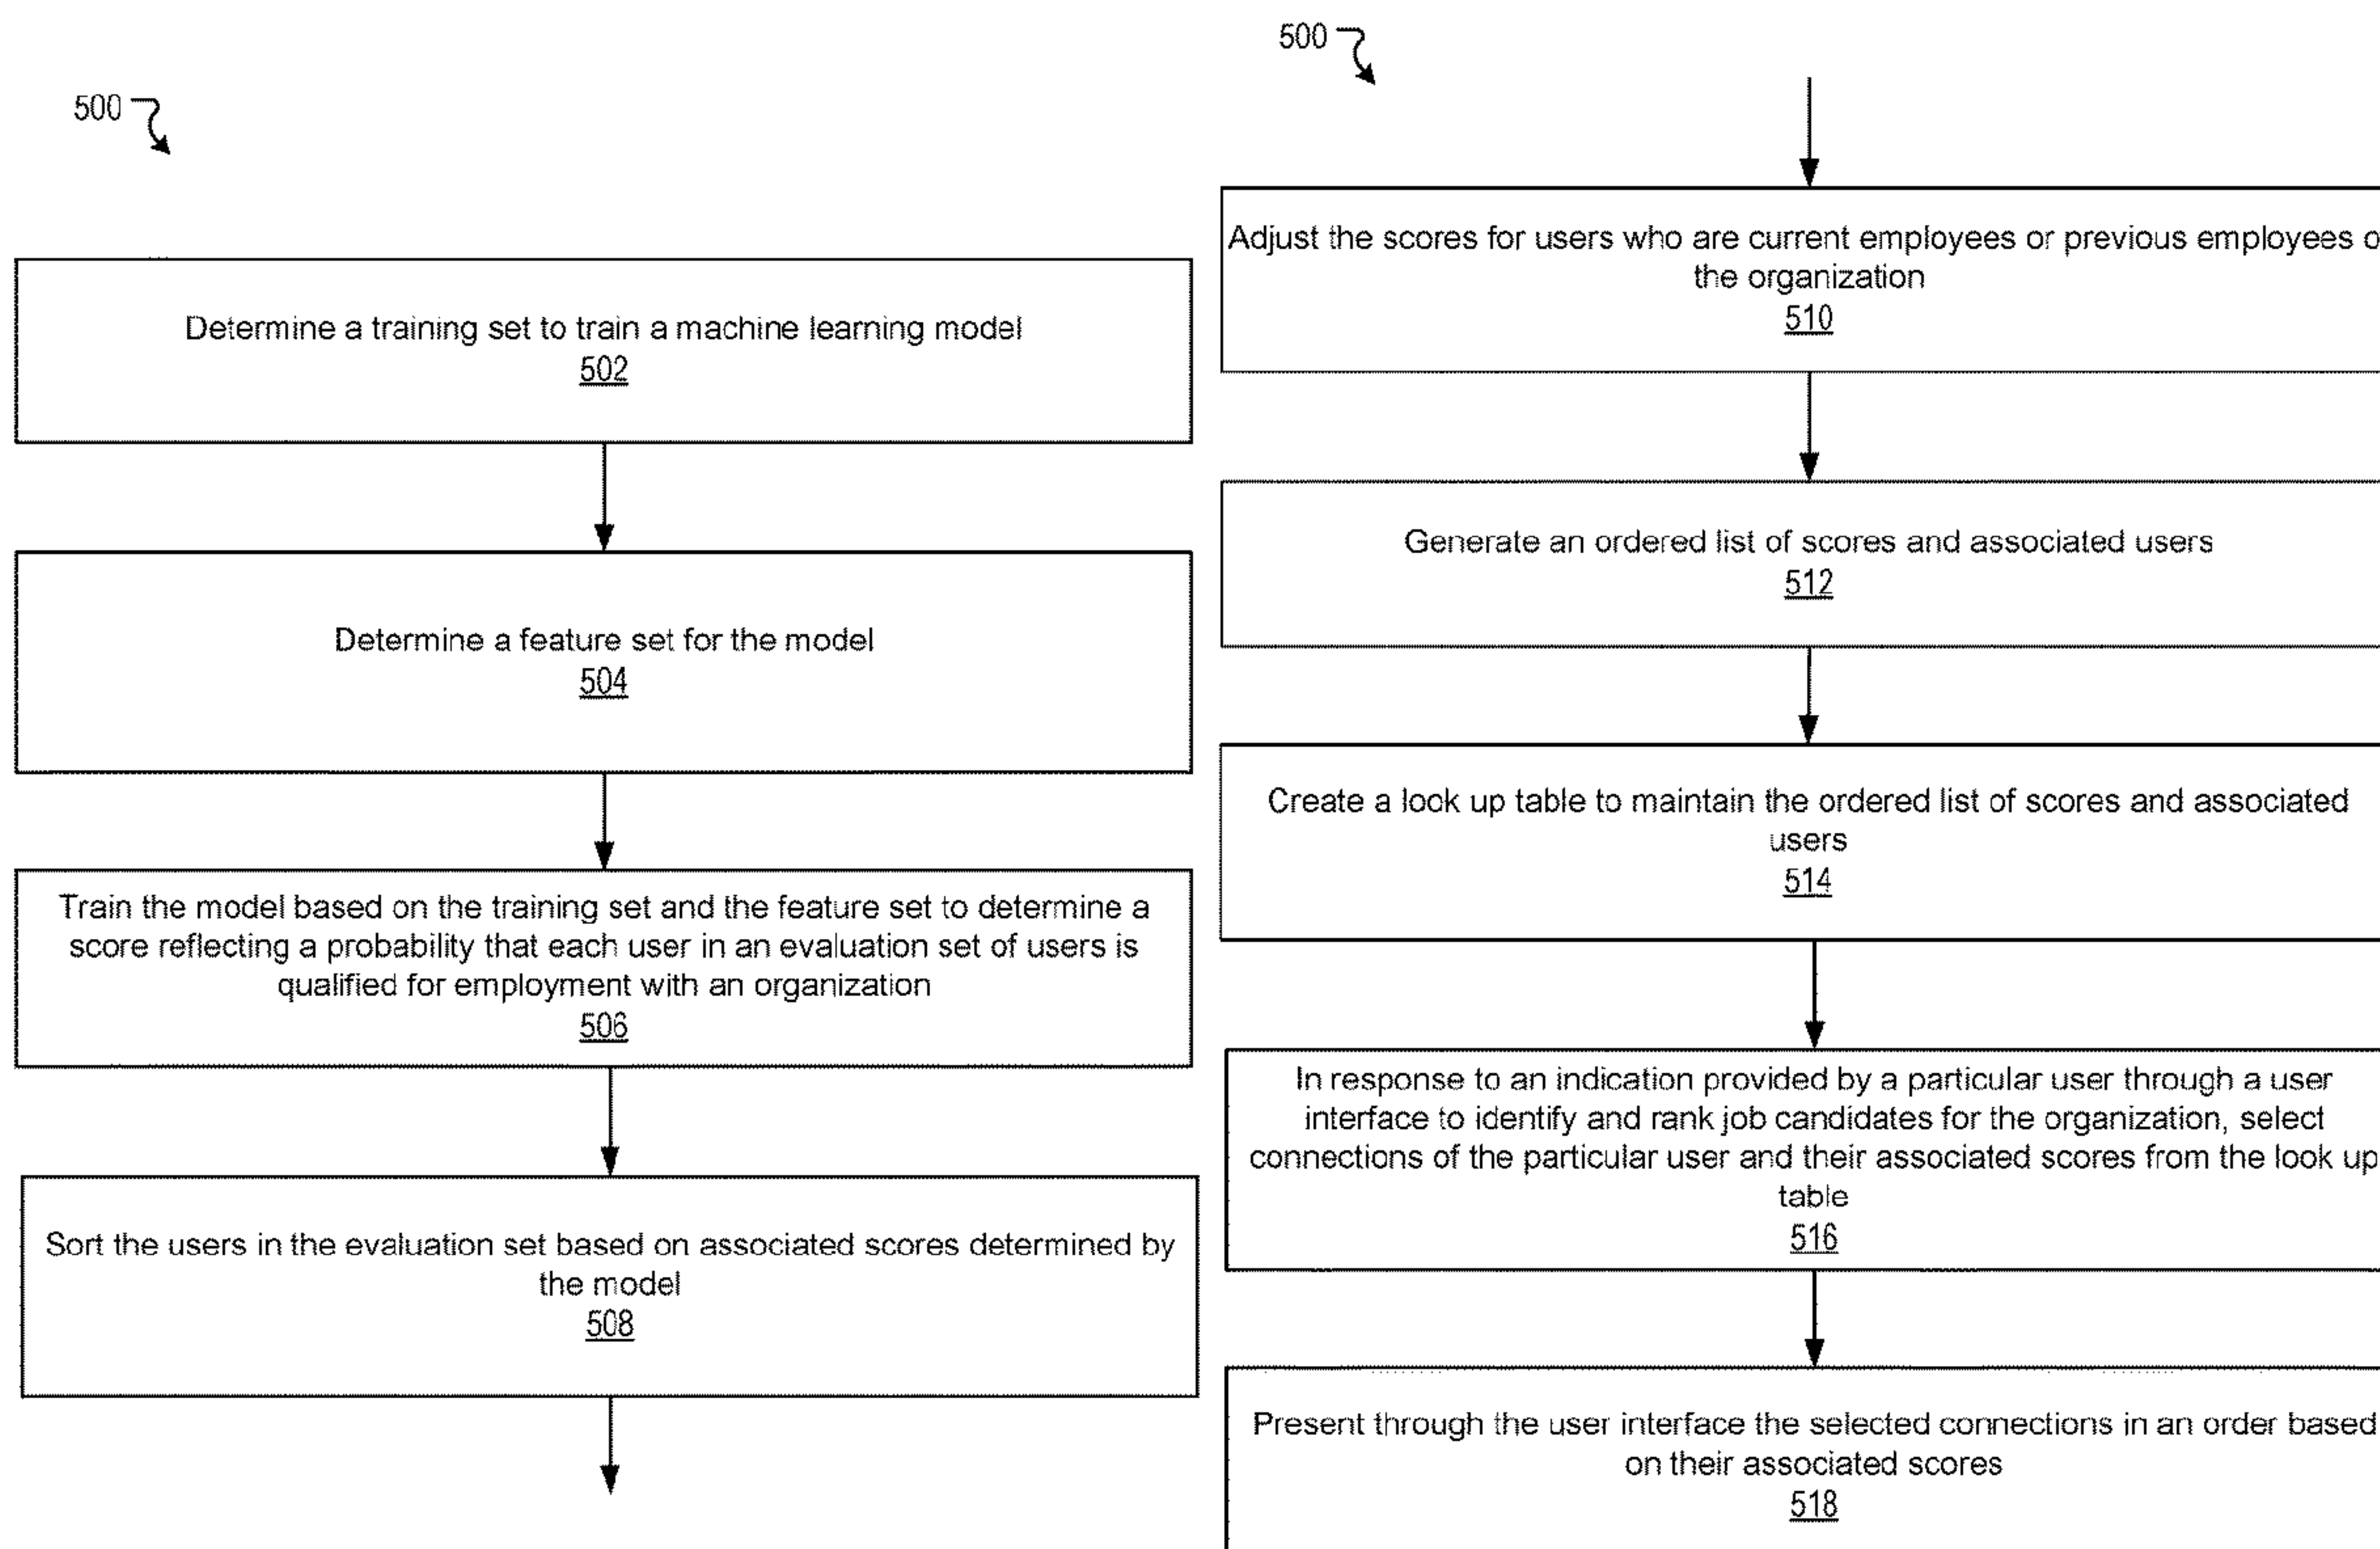 500
Determine a training set to train a machine learning model
502
Determine a feature set for the model
504
Train the model based on the training set and the feature set to determine a
score reflecting a probability that each user in an evaluation set of users is
qualified for employment with an organization
506
Sort the users in the evaluation set based on associated scores determined by
the model
508
500
Adjust the scores for users who are current employees or previous employees o
the organization
510
Generate an ordered list of scores and associated users
512
Create a look up table to maintain the ordered list of scores and associated
users
514
In response to an indication provided by a particular user through a user
interface to identify and rank job candidates for the organization, select
connections of the particular user and their associated scores from the look up
table
516
Present through the user interface the selected connections in an order based
on their associated scores
518